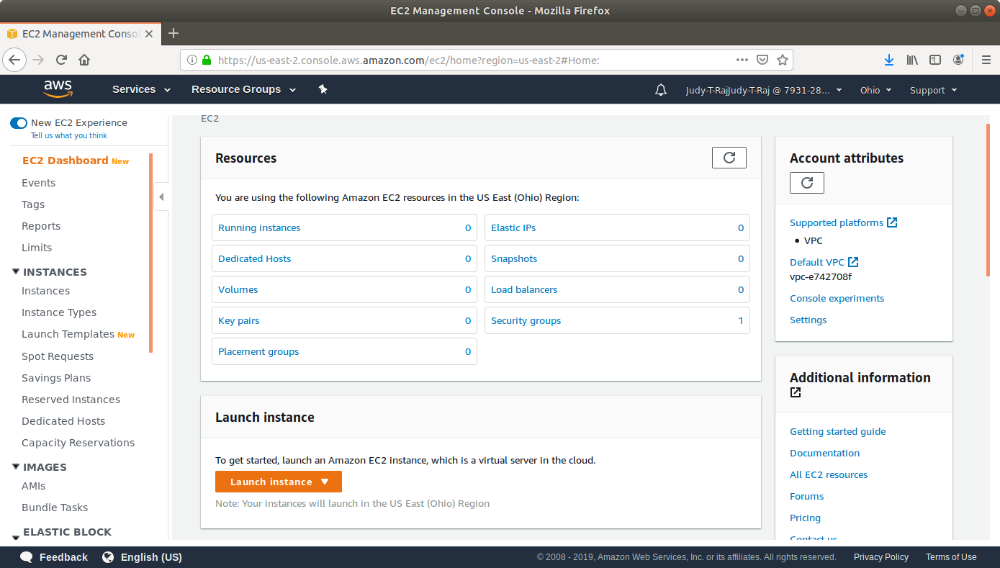 EC2 Management Console - Mozilla Firefox
EC2 Management Conso
https://us-east-2.console.aws.amazon.com/ec2/home?region=us-east-2#Home:
aws
Services
Resource Groups
Judy-T-RajJudy-T-Raj @ 7931-28...
Ohio
Support
New EC2 Experience
Tell us what you think
EC2 Dashboard New
Events
Tags
Reports
Limits
INSTANCES
Instances
Instance Types
Launch Templates New
Spot Requests
Savings Plans
Reserved Instances
Dedicated Hosts
Capacity Reservations
IMAGES
AMIs
Bundle Tasks
ELASTIC BLOCK
EC2
Resources
You are using the following Amazon EC2 resources in the US East (Ohio) Region:
Running instances 0
Elastic IPs 0
Dedicated Hosts 0
Snapshots 0
Volumes 0
Load balancers 0
Key pairs 0
Security groups 1
Placement groups 0
Launch instance
To get started, launch an Amazon EC2 instance, which is a virtual server in the cloud.
Launch instance
Note: Your instances will launch in the US East (Ohio) Region
Account attributes
Supported platforms
• VPC
Default VPC
vpc-e742708f
Console experiments
Settings
Additional information
Getting started guide
Documentation
All EC2 resources
Forums
Pricing
Contact us
Feedback
English (US)
© 2008 - 2019, Amazon Web Services, Inc. or its affiliates. All rights reserved.
Privacy Policy
Terms of Use